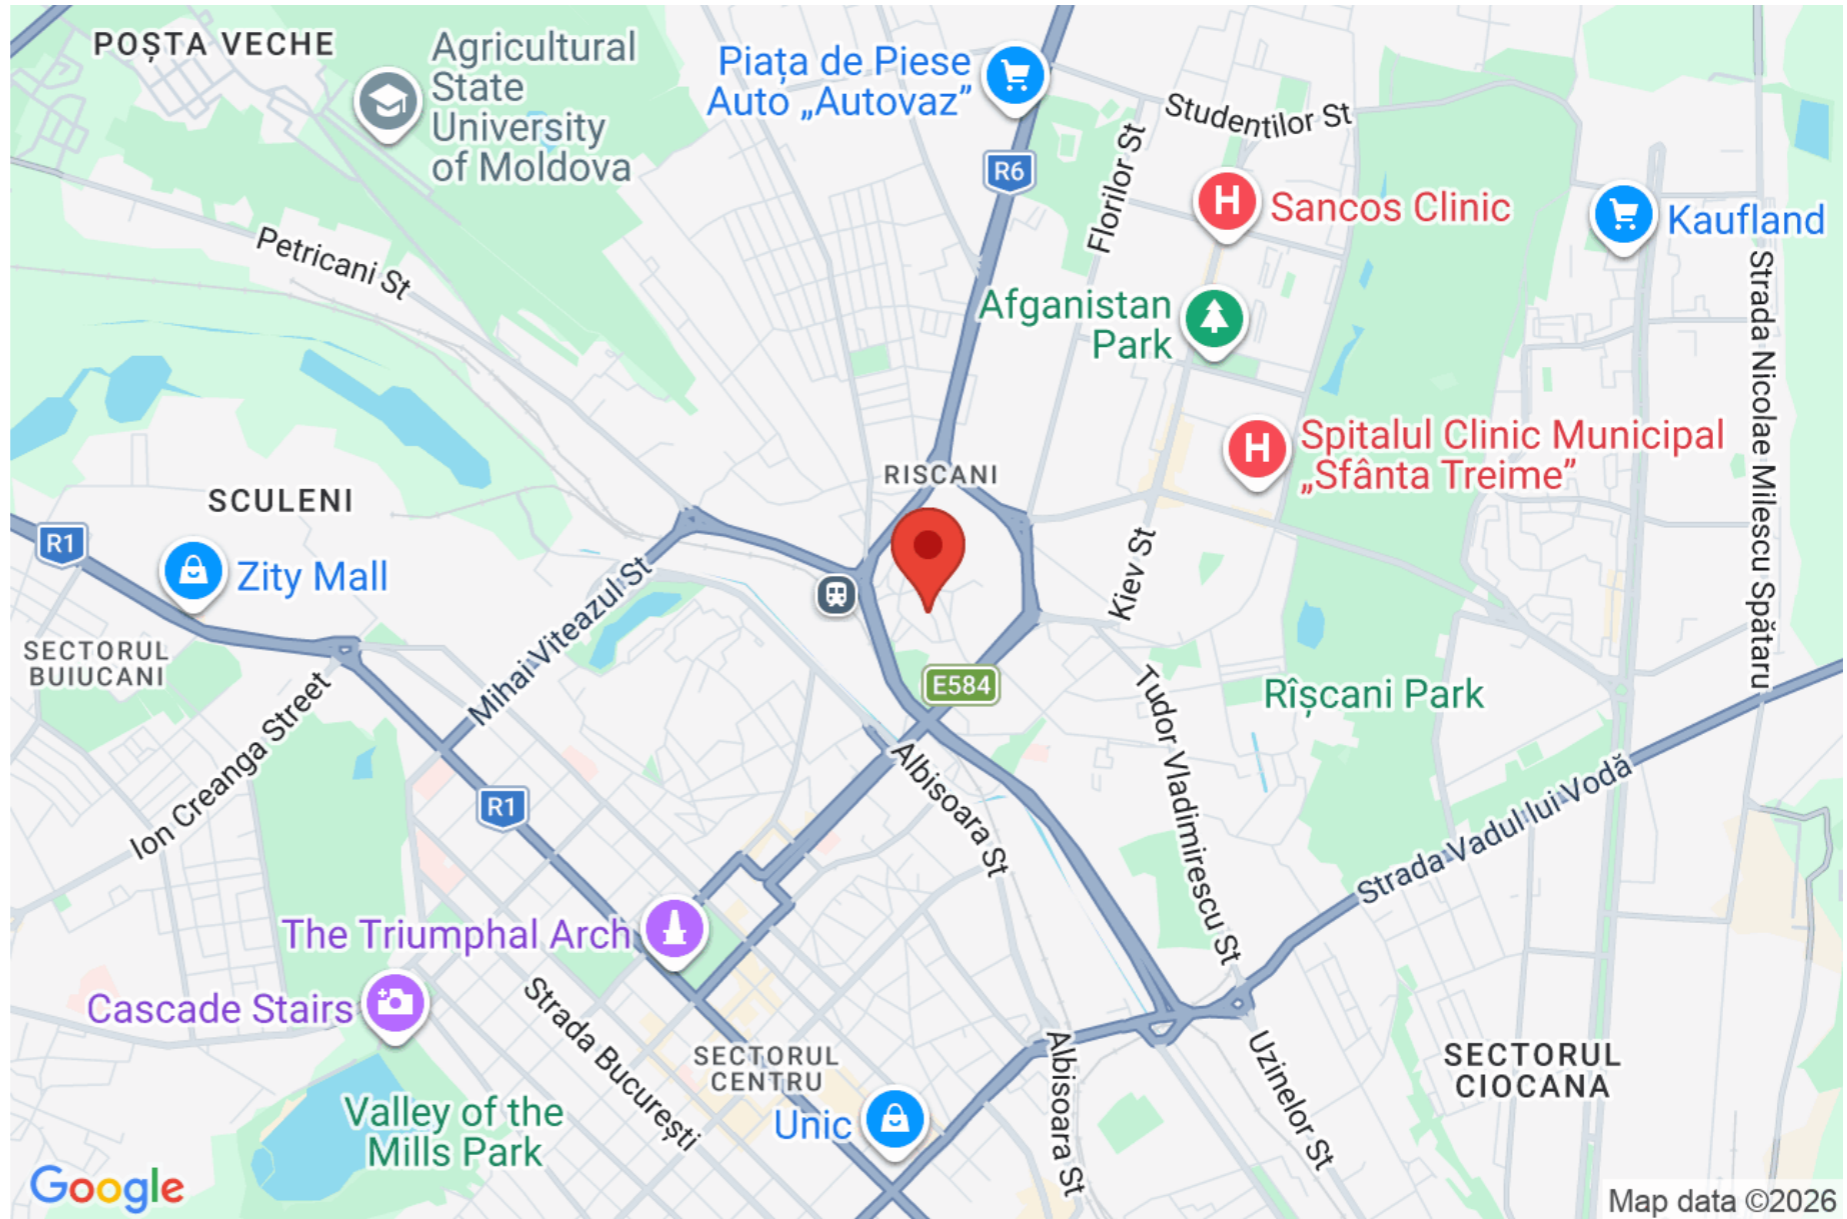 POȘTA VECHE
Agricultural
State
University
of Moldova
Piața de Piese
Auto „Autovaz”
R6
Studentilor St
Florilor St
Sancos Clinic
Kaufland
Petricani St
Afganistan
Park
Strada Nicolae Milescu Spătaru
RISCANI
Spitalul Clinic Municipal
„Sfânta Treime”
SCULENI
R1
Zity Mall
Mihai Viteazul St
Kiev St
SECTORUL
BUIUCANI
E584
Rîșcani Park
Ion Creanga Street
Tudor Vladimirescu St
R1
Albisoara St
Strada Vadul lui Vodă
The Triumphal Arch
Cascade Stairs
Strada București
SECTORUL
CENTRU
Albisoara St
Uzinelor St
SECTORUL
CIOCANA
Valley of the
Mills Park
Unic
Google
Map data ©2026